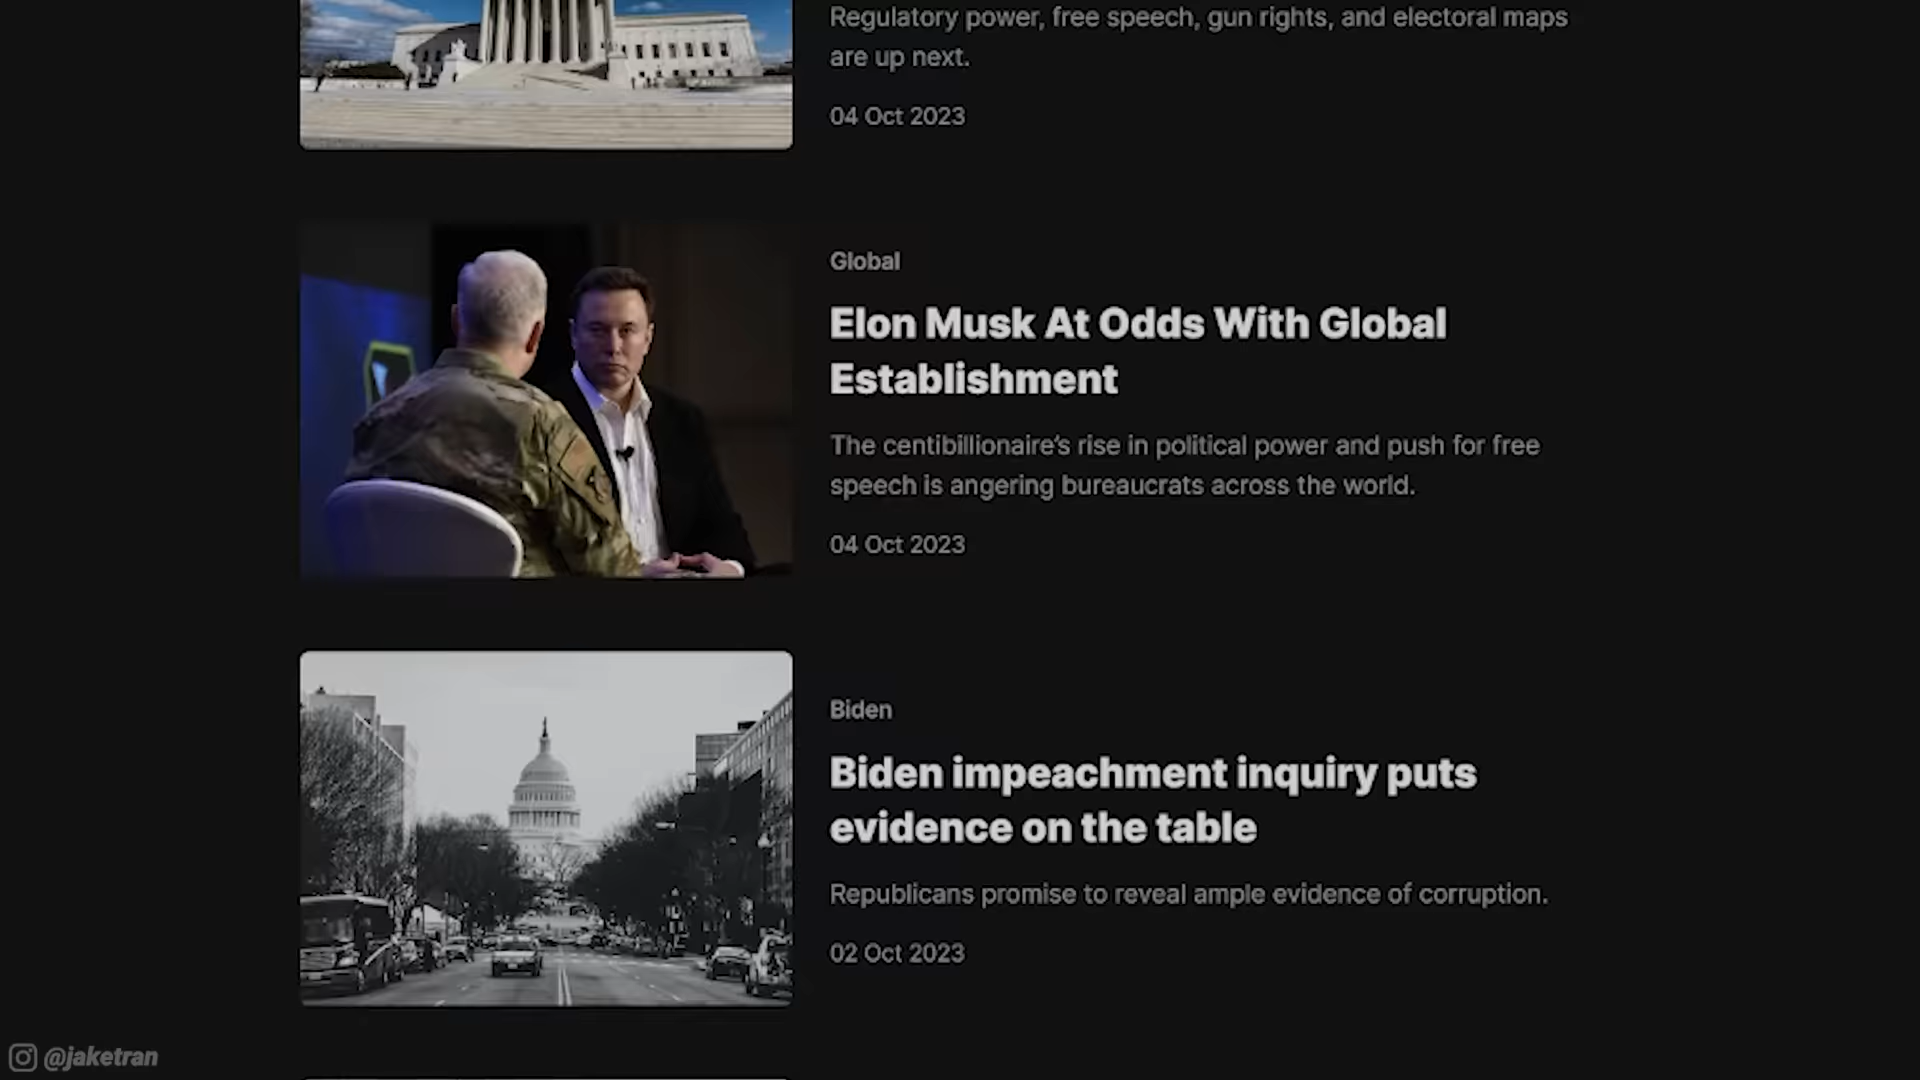 Regulatory power, free speech, gun rights, and electoral maps
are up next.
04 Oct 2023
Global
Elon Musk At Odds With Global
Establishment
The centibillionaire’s rise in political power and push for free
speech is angering bureaucrats across the world.
04 Oct 2023
Biden
Biden impeachment inquiry puts
evidence on the table
Republicans promise to reveal ample evidence of corruption.
02 Oct 2023
@jaketran